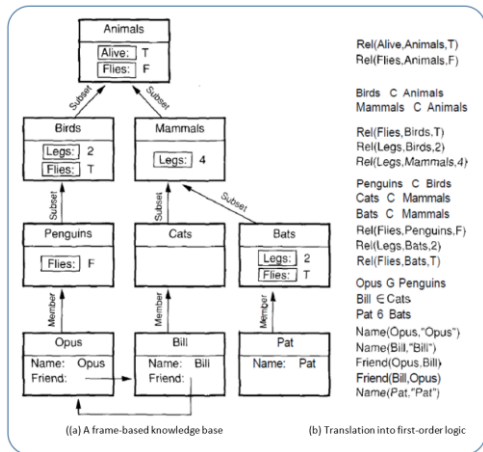 Animals
Alive: T
Flies: F
Subset
Subset
Birds
Legs: 2
Flies: T
Mammals
Legs: 4
Subset
Subset
Subset
Penguins
Flies: F
Cats
Bats
Legs: 2
Flies: T
Member
Member
Member
Opus
Name: Opus
Friend:
Bill
Name: Bill
Friend:
Pat
Name: Pat
((a) A frame-based knowledge base
Rel(Alive,Animals,T)
Rel(Flies,Animals,F)
Birds C Animals
Mammals C Animals
Rel(Flies,Birds,T)
Rel(Legs,Birds,2)
Rel(Legs,Mammals,4)
Penguins C Birds
Cats C Mammals
Bats C Mammals
Rel(Flies,Penguins,F)
Rel(Legs,Bats,2)
Rel(Flies,Bats,T)
Opus G Penguins
Bill ∈ Cats
Pat 6 Bats
Name(Opus,"Opus")
Name(Bill,"Bill")
Friend(Opus,Bill)
Friend(Bill,Opus)
Name(Pat,"Pat")
(b) Translation into first-order logic